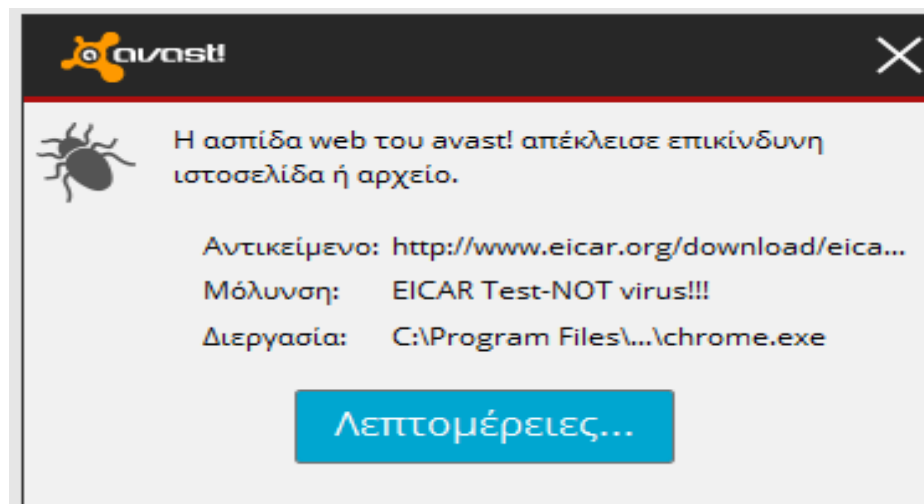 avast!
Η ασπίδα web του avast! απέκλεισε επικίνδυνη
ιστοσελίδα ή αρχείο.
Αντικείμενο: http://www.eicar.org/download/eica...
Μόλυνση: EICAR Test-NOT virus!!!
Διεργασία: C:\Program Files\...\chrome.exe
Λεπτομέρειες...